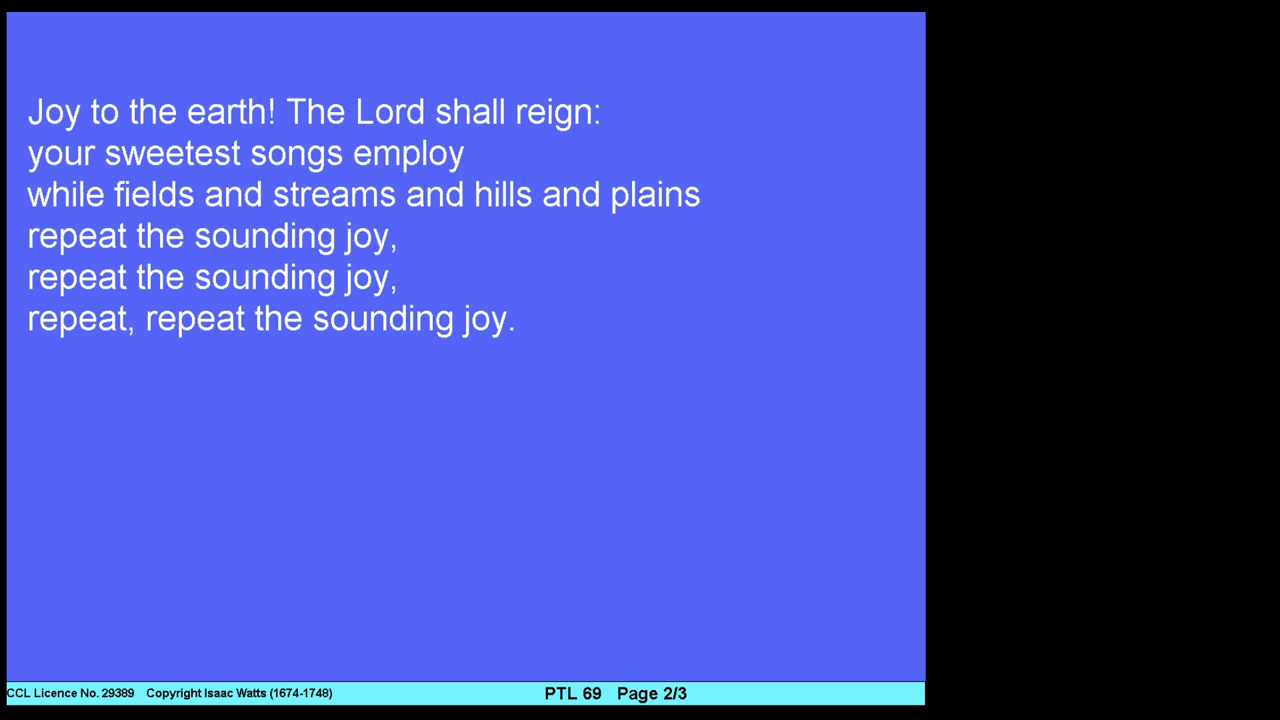 Joy to the earth! The Lord shall reign:
your sweetest songs employ
while fields and streams and hills and plains
repeat the sounding joy,
repeat the sounding joy,
repeat, repeat the sounding joy.
CCL Licence No. 29389 Copyright Isaac Watts (1674-1748) PTL 69 Page 2/3